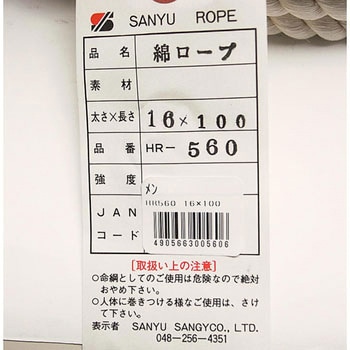 SANYU ROPE
品名 綿ロープ
素材
太さ×長さ 16×100
品番 HR- 560
強度
メン
HR560 16×100
JAN
コード
4905663005606
[取扱い上の注意]
○命綱としてのご使用は危険なので絶対
おやめ下さい。
○人体に巻きつける様なご使用は、さけ
て下さい。
表示者 SANYU SANGYCO., LTD.
048-256-4351